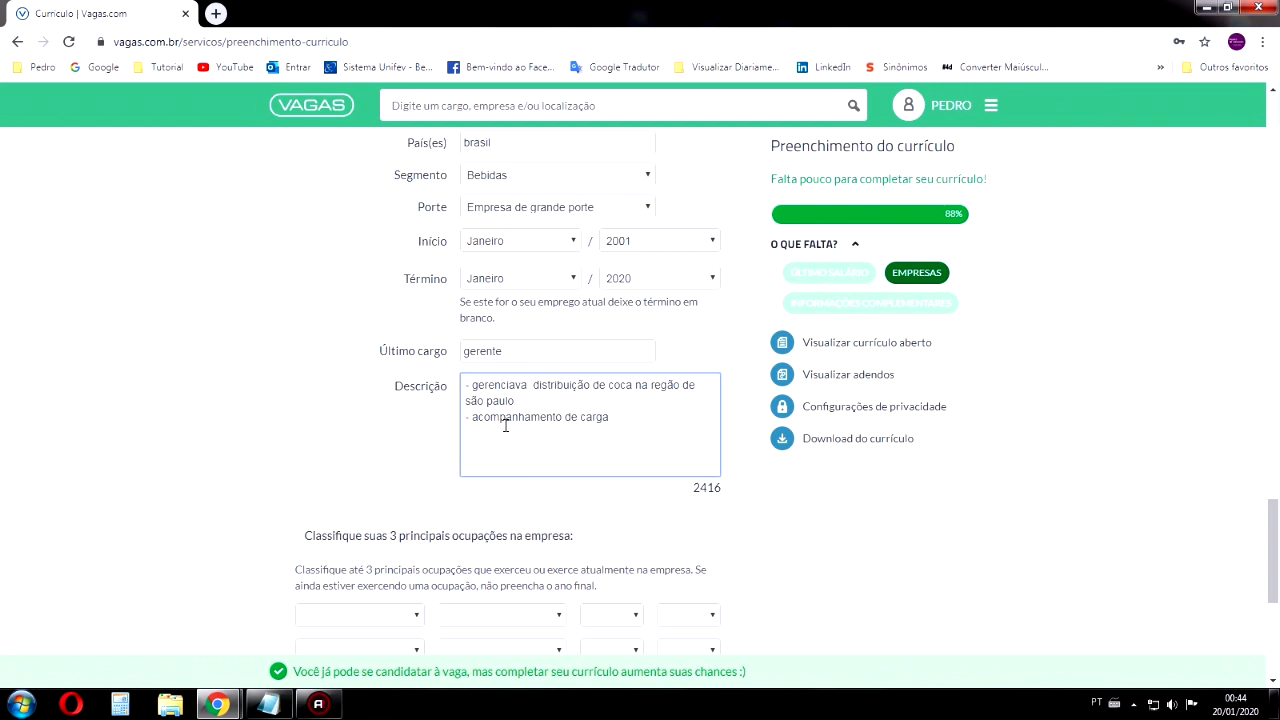 Currículo | Vagas.com
vagas.com.br/servicos/preenchimento-curriculo
Pedro Google Tutorial YouTube Entrar Sistema Unifev - Be... Bem-vindo ao Face... Google Tradutor Visualizar Diariame... LinkedIn Sinônimos Converter Maiúscul... » Outros favoritos
VAGAS Digite um cargo, empresa e/ou localização PEDRO
País(es) brasil
Preenchimento do currículo
Segmento Bebidas
Falta pouco para completar seu currículo!
Porte Empresa de grande porte
88%
Início Janeiro / 2001
O QUE FALTA?
ÚLTIMO SALÁRIO EMPRESAS
Término Janeiro / 2020
Se este for o seu emprego atual deixe o término em
branco.
INFORMAÇÕES COMPLEMENTARES
Visualizar currículo aberto
Último cargo gerente
Visualizar adendos
Descrição - gerenciava distribuição de coca na regão de
são paulo
- acompanhamento de carga
Configurações de privacidade
Download do currículo
2416
Classifique suas 3 principais ocupações na empresa:
Classifique até 3 principais ocupações que exerceu ou exerce atualmente na empresa. Se
ainda estiver exercendo uma ocupação, não preencha o ano final.
Você já pode se candidatar à vaga, mas completar seu currículo aumenta suas chances :)
PT 00:44
20/01/2020